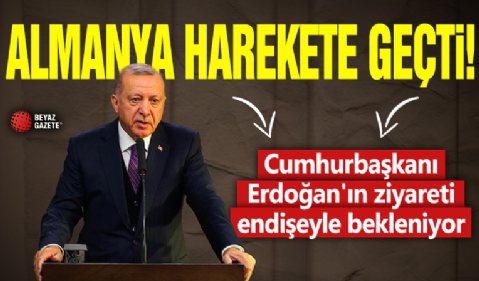 ALMANYA HAREKETE GEÇTİ!
BEYAZ
GAZETE
Cumhurbaşkanı
Erdoğan'ın ziyareti
endişeyle bekleniyor